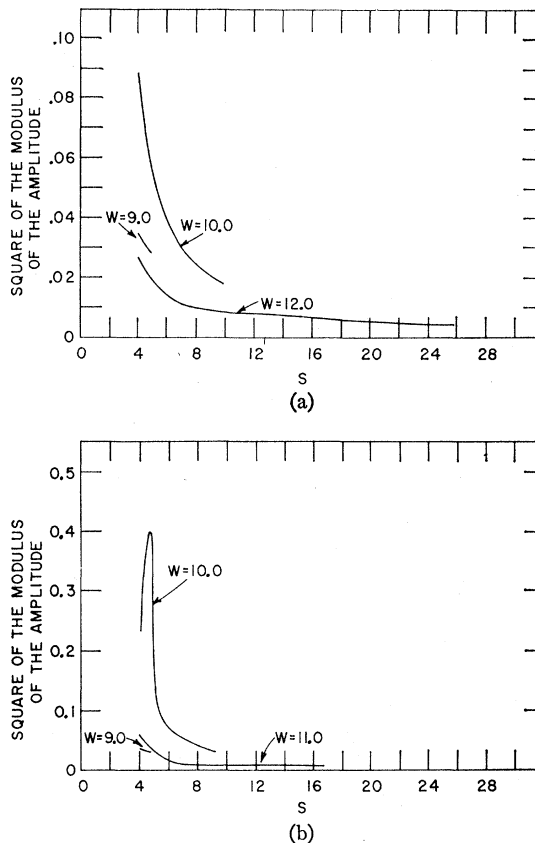 SQUARE OF THE MODULUS
OF THE AMPLITUDE
.10
.08
.06
.04
.02
0
W=9.0
W=10.0
W=12.0
0 4 8 12 16 20 24 28
S
(a)
SQUARE OF THE MODULUS
OF THE AMPLITUDE
0.5
0.4
0.3
0.2
0.1
0
W=10.0
W=9.0
W=11.0
0 4 8 12 16 20 24 28
S
(b)